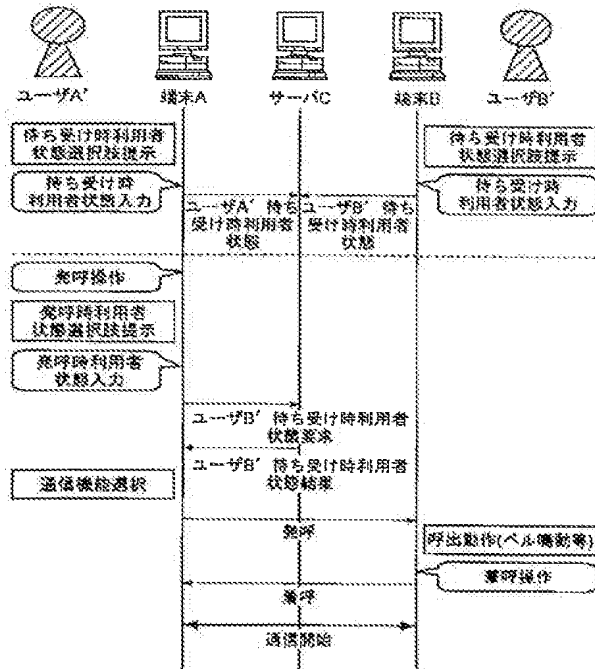 ユーザA'
端末A
サーバC
端末B
ユーザB'
待ち受け時利用者
状態選択肢提示
待ち受け時利用者
状態選択肢提示
待ち受け時
利用者状態入力
待ち受け時
利用者状態入力
ユーザA' 待ち
受け時利用者
状態
ユーザB' 待ち
受け時利用者
状態
発呼操作
発呼時利用者
状態選択肢提示
発呼時利用者
状態入力
ユーザB' 待ち受け時利用者
状態要求
ユーザB' 待ち受け時利用者
状態結果
通信機能選択
発呼
呼出動作(ベル鳴動等)
着呼操作
着呼
通信開始